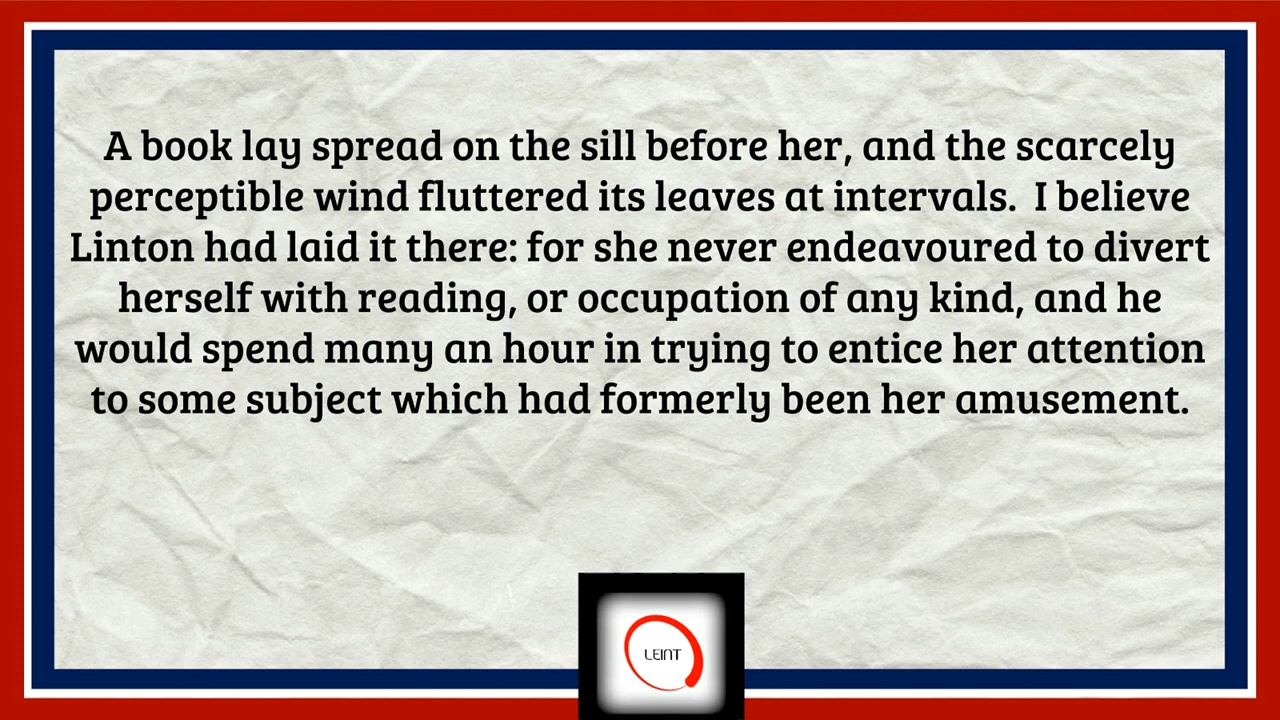 A book lay spread on the sill before her, and the scarcely
perceptible wind fluttered its leaves at intervals.  I believe
Linton had laid it there: for she never endeavoured to divert
herself with reading, or occupation of any kind, and he
would spend many an hour in trying to entice her attention
to some subject which had formerly been her amusement.
LEINT